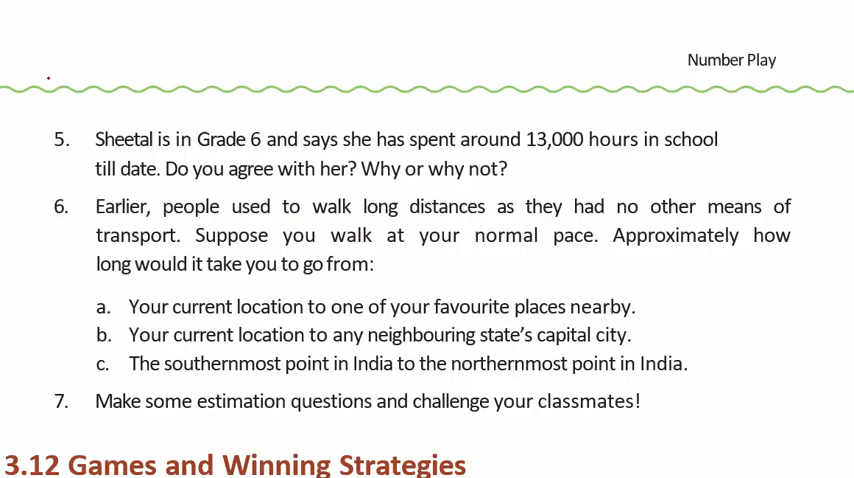 Number Play
5. Sheetal is in Grade 6 and says she has spent around 13,000 hours in school
till date. Do you agree with her? Why or why not?
6. Earlier, people used to walk long distances as they had no other means of
transport. Suppose you walk at your normal pace. Approximately how
long would it take you to go from:
a. Your current location to one of your favourite places nearby.
b. Your current location to any neighbouring state’s capital city.
c. The southernmost point in India to the northernmost point in India.
7. Make some estimation questions and challenge your classmates!
3.12 Games and Winning Strategies